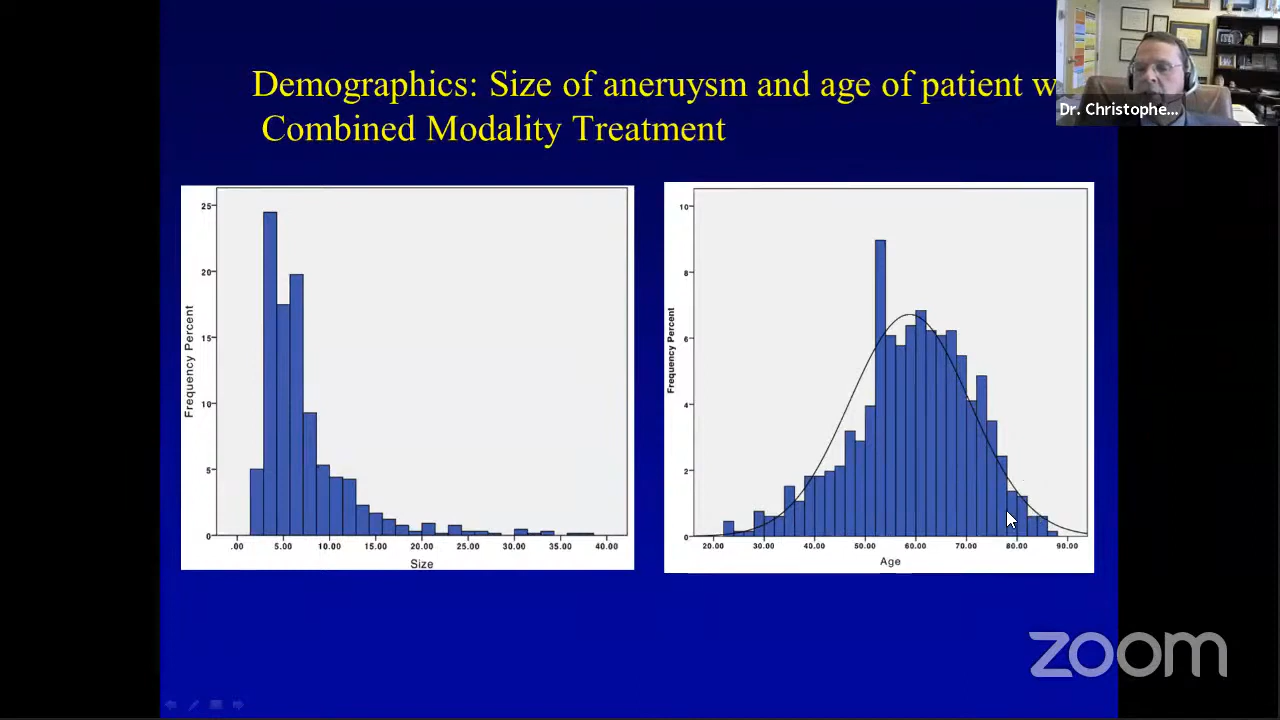 Demographics: Size of aneruysm and age of patient w
Combined Modality Treatment
Dr. Christophe...
25
20
15
10
5
0
Frequency Percent
.00 5.00 10.00 15.00 20.00 25.00 30.00 35.00 40.00
Size
10
8
6
4
2
0
Frequency Percent
20.00 30.00 40.00 50.00 60.00 70.00 80.00 90.00
Age
zoom